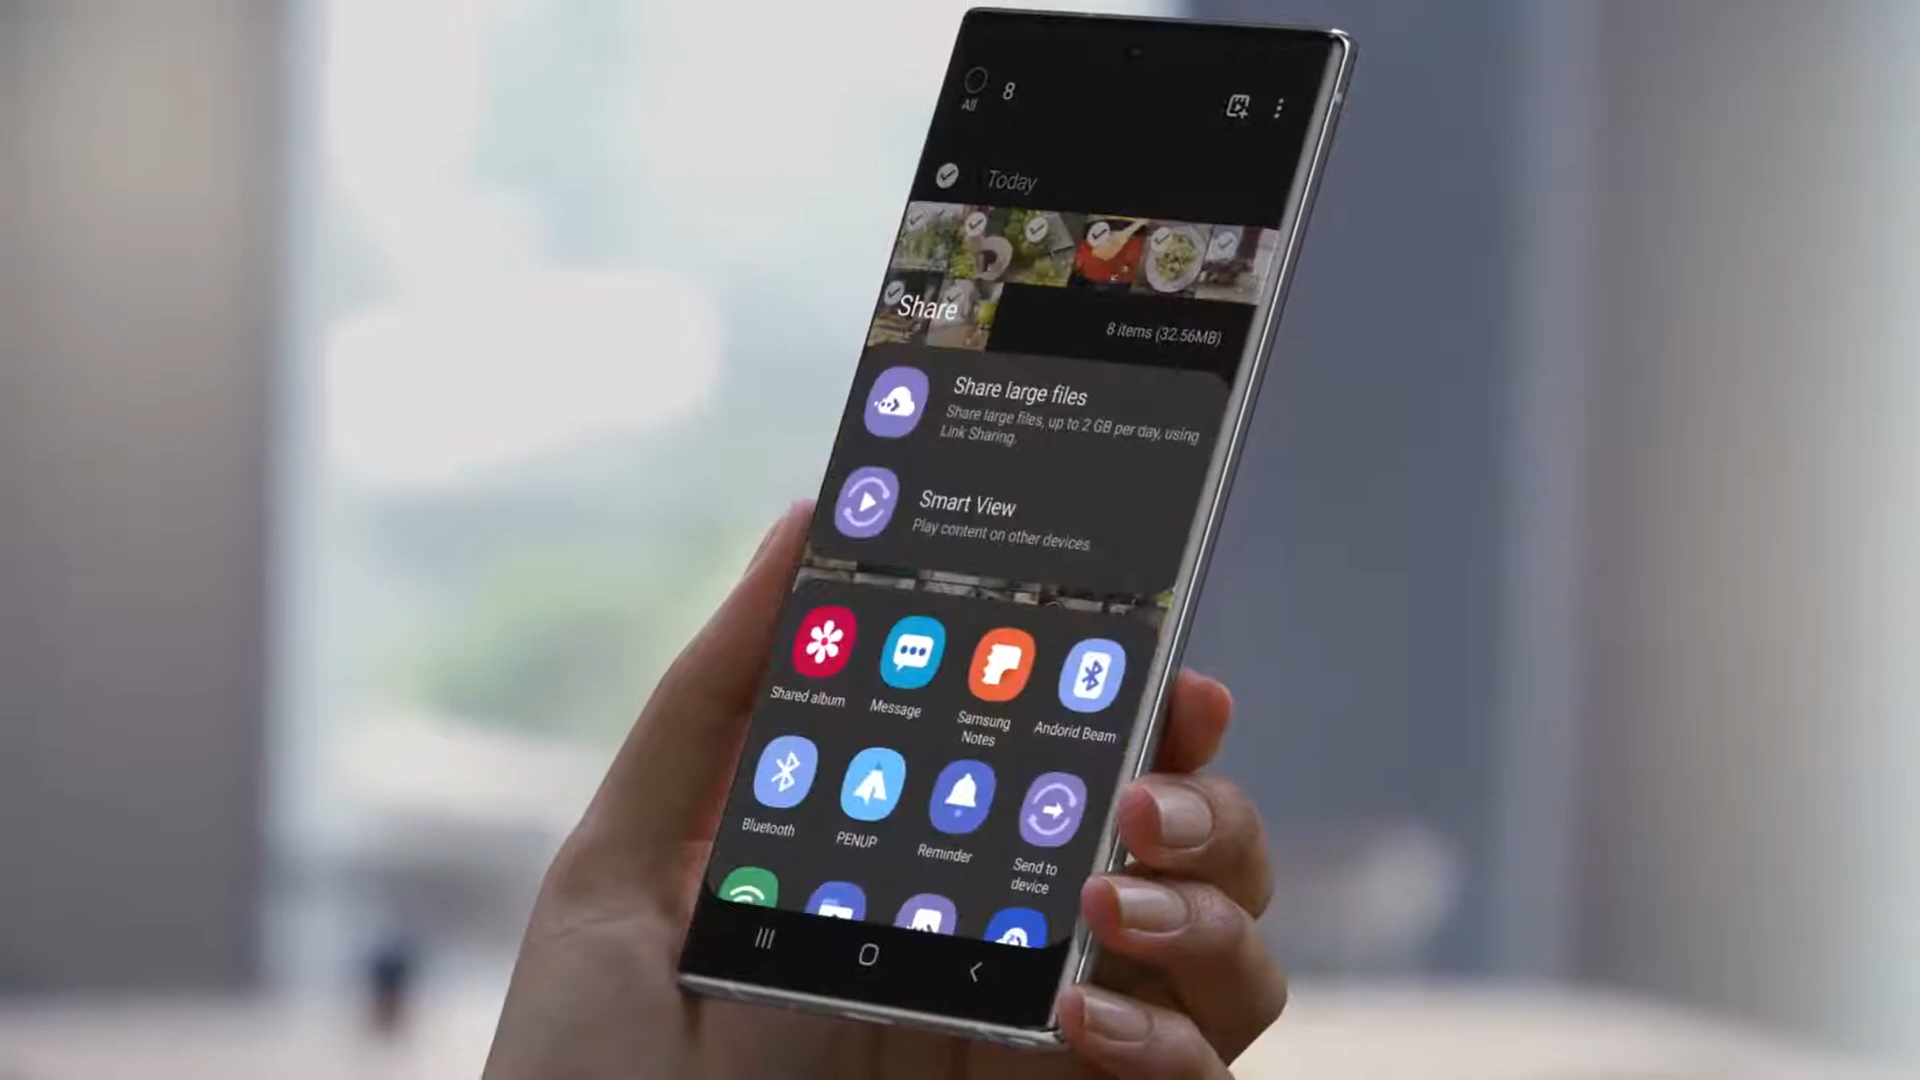 All
8
Today
Share
8 items (32.56MB)
Share large files
Share large files, up to 2 GB per day, using
Link Sharing.
Smart View
Play content on other devices.
Shared album
Message
Samsung
Notes
Andorid Beam
Bluetooth
PENUP
Reminder
Send to
device